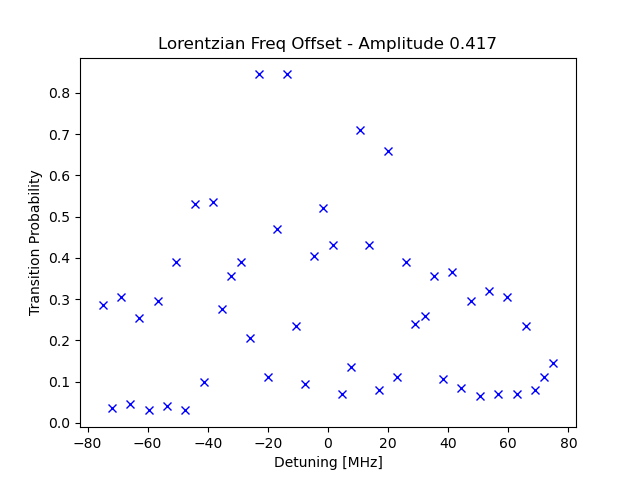 Lorentzian Freq Offset - Amplitude 0.417
Transition Probability
0.8
0.7
0.6
0.5
0.4
0.3
0.2
0.1
0.0
−80 −60 −40 −20 0 20 40 60 80
Detuning [MHz]